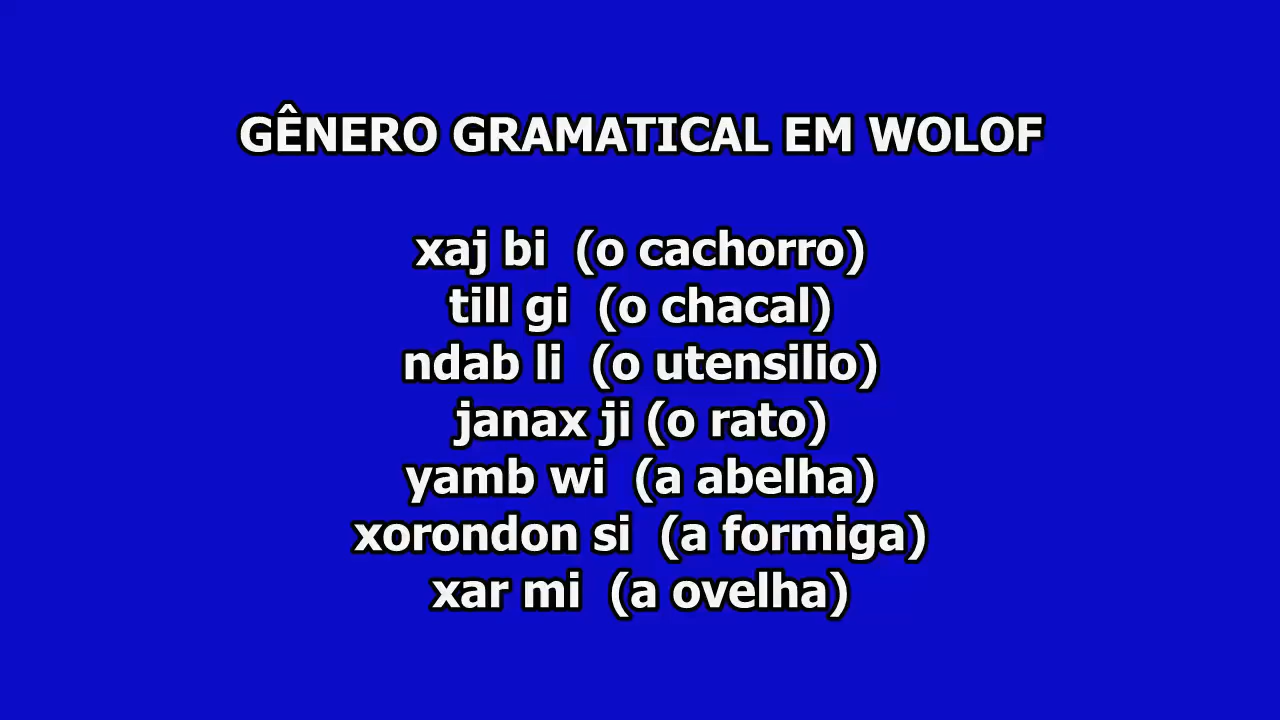 GÊNERO GRAMATICAL EM WOLOF
xaj bi (o cachorro)
till gi (o chacal)
ndab li (o utensilio)
janax ji (o rato)
yamb wi (a abelha)
xorondon si (a formiga)
xar mi (a ovelha)